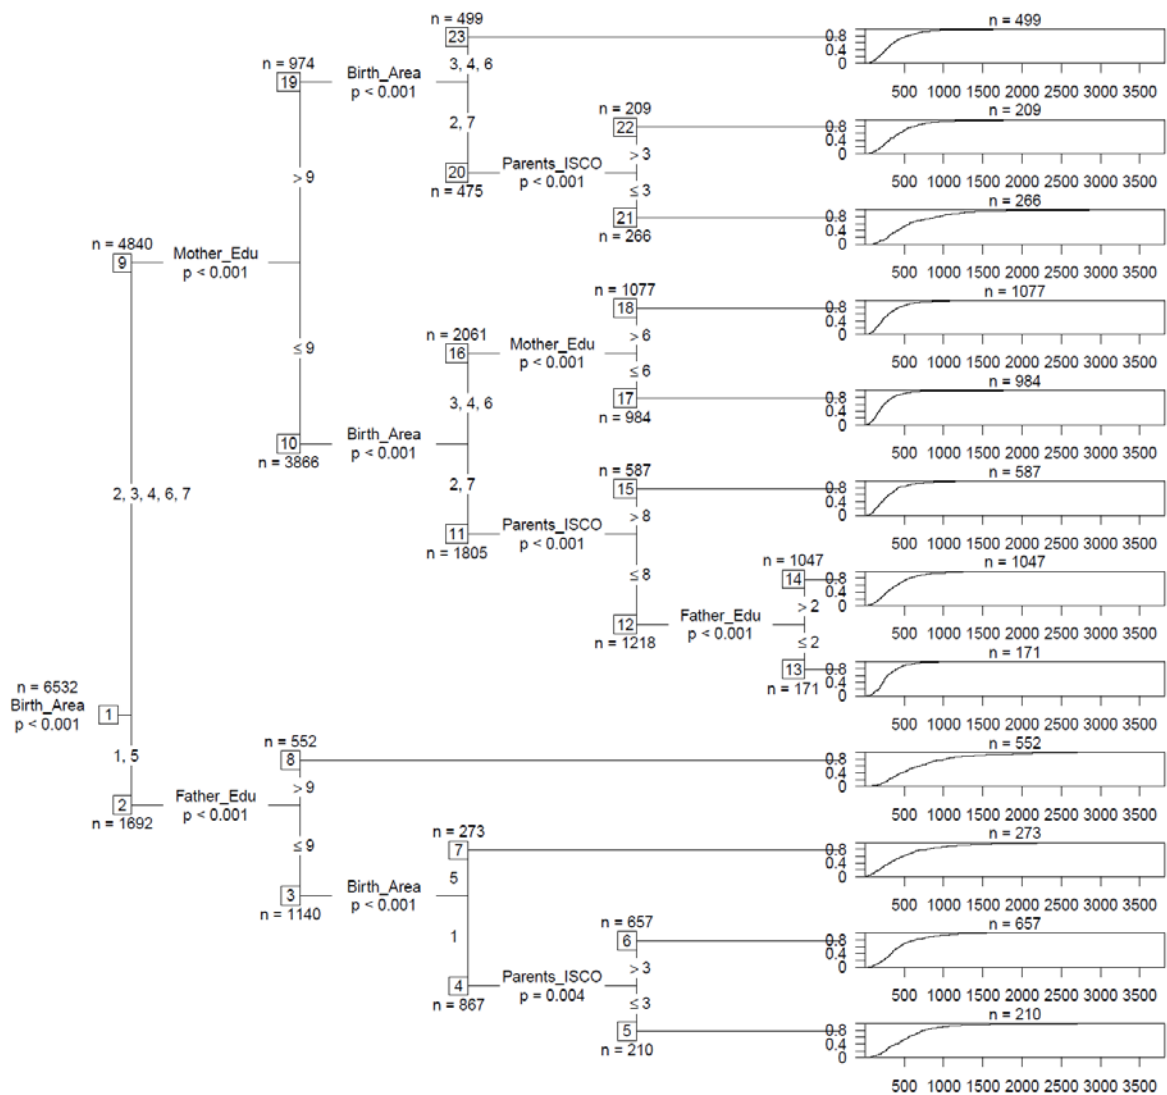 n = 499
23
3, 4, 6
n = 499
0.8
0.4
0
500 1000 1500 2000 2500 3000 3500
n = 974
19
Birth_Area
p < 0.001
2, 7
n = 209
22
n = 209
0.8
0.4
0
500 1000 1500 2000 2500 3000 3500
> 9
20
n = 475
Parents_ISCO
p < 0.001
> 3
≤ 3
21
n = 266
n = 266
0.8
0.4
0
500 1000 1500 2000 2500 3000 3500
n = 4840
9
Mother_Edu
p < 0.001
≤ 9
n = 2061
16
Mother_Edu
p < 0.001
n = 1077
18
> 6
n = 1077
0.8
0.4
0
500 1000 1500 2000 2500 3000 3500
≤ 6
17
n = 984
n = 984
0.8
0.4
0
500 1000 1500 2000 2500 3000 3500
3, 4, 6
10
n = 3866
Birth_Area
p < 0.001
2, 7
n = 587
15
> 8
n = 587
0.8
0.4
0
500 1000 1500 2000 2500 3000 3500
2, 3, 4, 6, 7
11
n = 1805
Parents_ISCO
p < 0.001
≤ 8
n = 1047
14
> 2
n = 1047
0.8
0.4
0
500 1000 1500 2000 2500 3000 3500
12
n = 1218
Father_Edu
p < 0.001
≤ 2
13
n = 171
n = 171
0.8
0.4
0
500 1000 1500 2000 2500 3000 3500
n = 6532
Birth_Area
p < 0.001
1
1, 5
n = 552
8
> 9
n = 552
0.8
0.4
0
500 1000 1500 2000 2500 3000 3500
2
n = 1692
Father_Edu
p < 0.001
≤ 9
n = 273
7
5
n = 273
0.8
0.4
0
500 1000 1500 2000 2500 3000 3500
3
n = 1140
Birth_Area
p < 0.001
1
n = 657
6
> 3
n = 657
0.8
0.4
0
500 1000 1500 2000 2500 3000 3500
4
n = 867
Parents_ISCO
p = 0.004
≤ 3
5
n = 210
n = 210
0.8
0.4
0
500 1000 1500 2000 2500 3000 3500